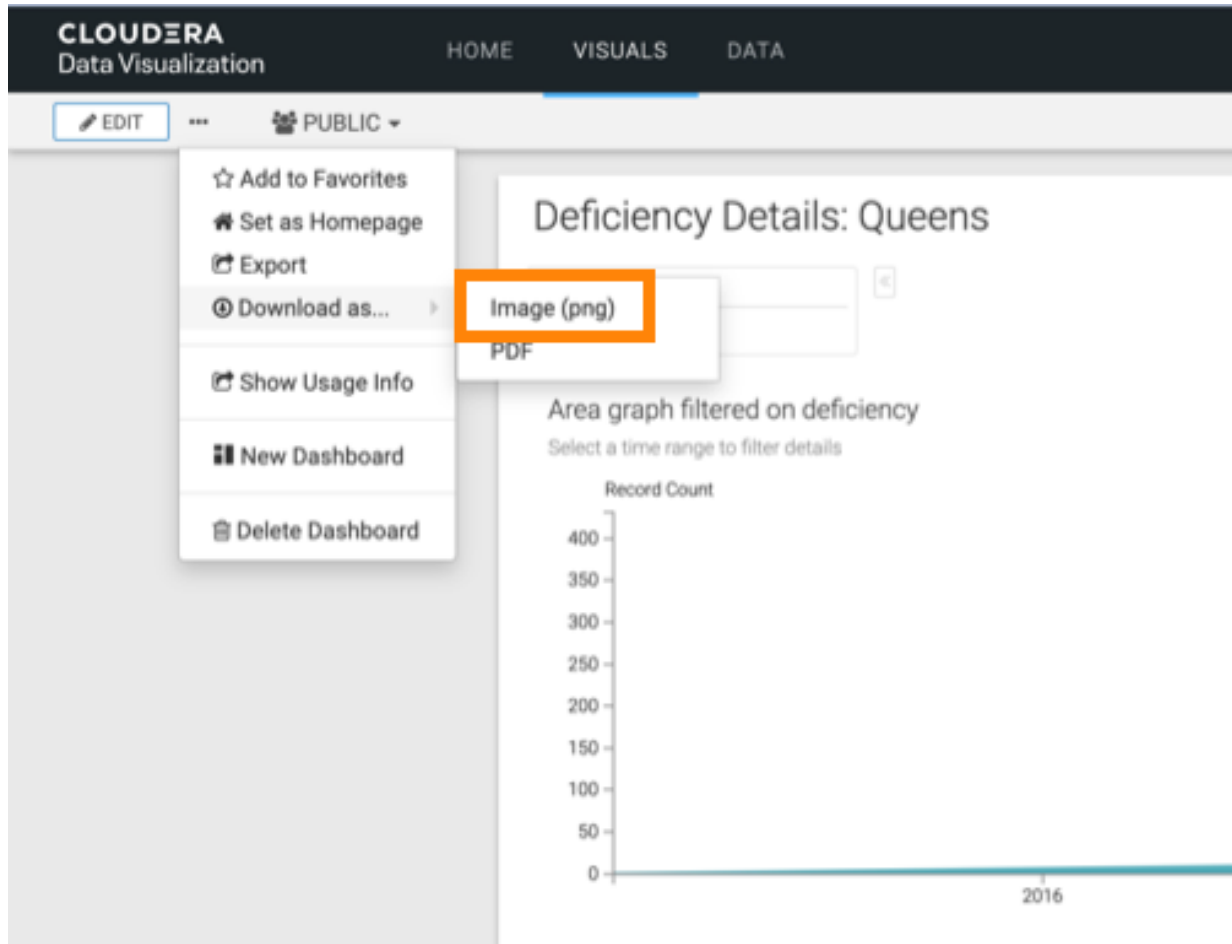 CLOUDERA
Data Visualization
HOME VISUALS DATA
EDIT ... PUBLIC
Add to Favorites
Set as Homepage
Export
Download as...
Image (png)
PDF
Show Usage Info
New Dashboard
Delete Dashboard
Deficiency Details: Queens
Area graph filtered on deficiency
Select a time range to filter details
Record Count
400
350
300
250
200
150
100
50
0
2016